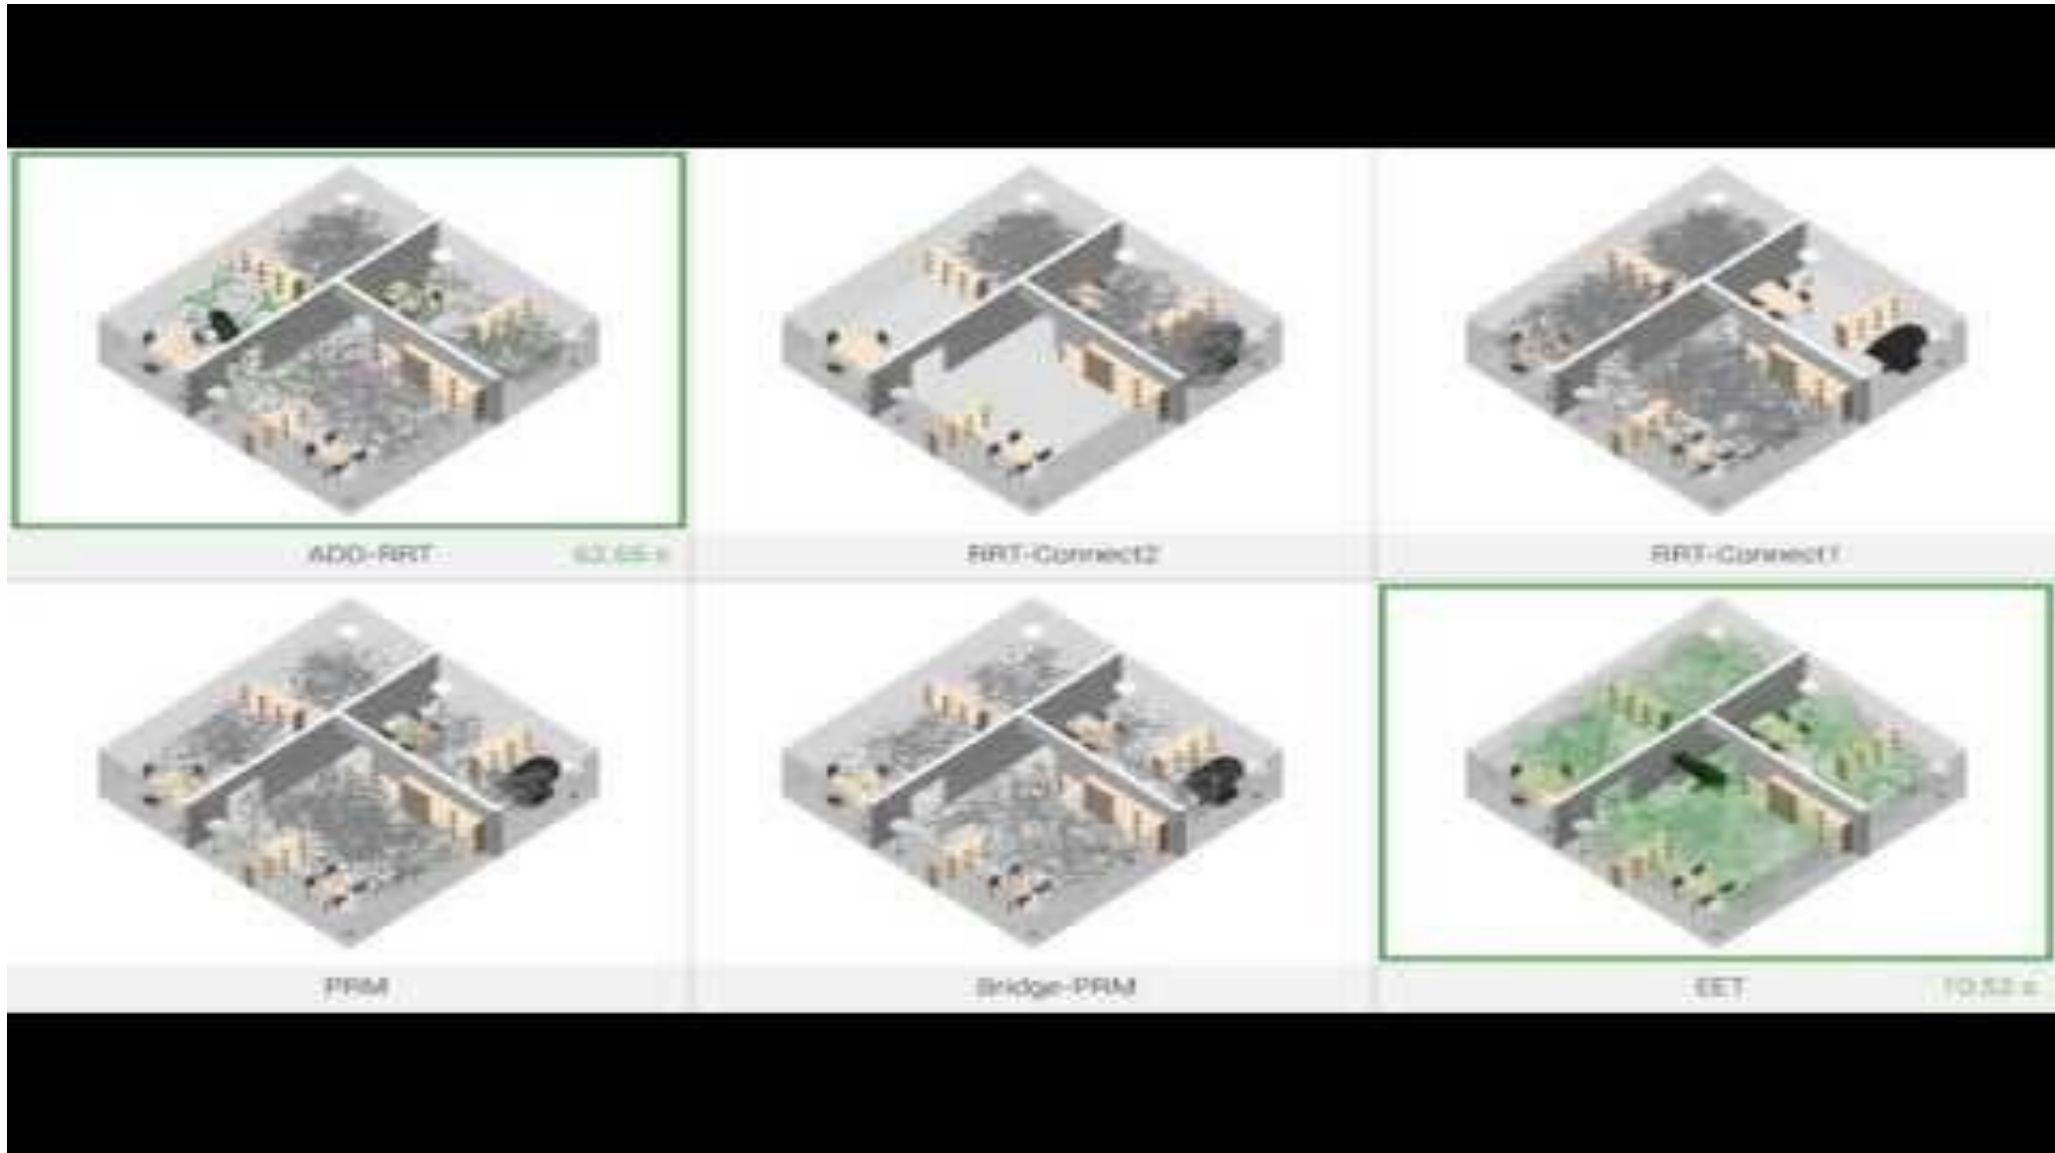 ADD-RRT
RRT-Connect2
RRT-Connect1
PRM
Bridge-PRM
EET